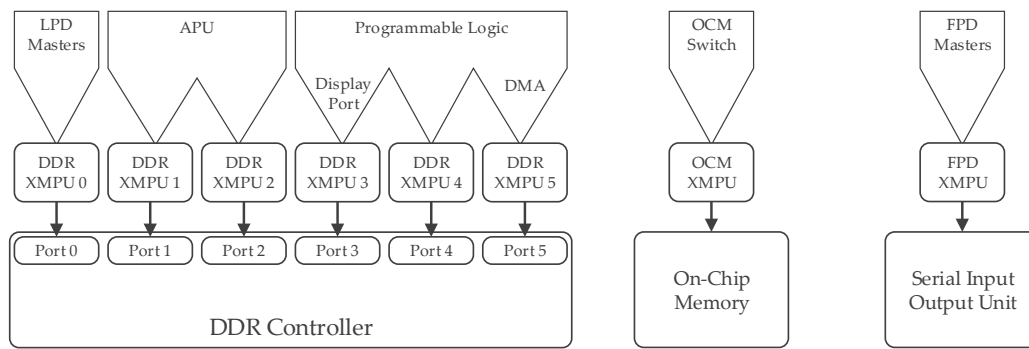 LPD
Masters
APU
Programmable Logic
Display
Port
DMA
OCM
Switch
FPD
Masters
DDR
XMPU 0
DDR
XMPU 1
DDR
XMPU 2
DDR
XMPU 3
DDR
XMPU 4
DDR
XMPU 5
OCM
XMPU
FPD
XMPU
Port 0
Port 1
Port 2
Port 3
Port 4
Port 5
DDR Controller
On-Chip
Memory
Serial Input
Output Unit